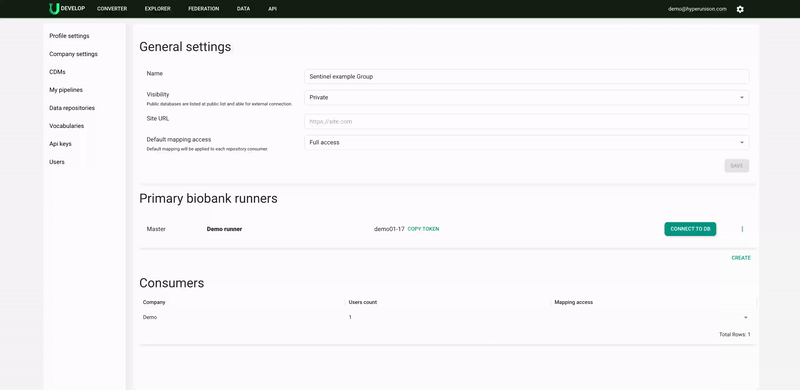 DEVELOP CONVERTER EXPLORER FEDERATION DATA API demo@hyperunison.com
Profile settings
Company settings
CDMs
My pipelines
Data repositories
Vocabularies
Api keys
Users
General settings
Name Sentinel example Group
Visibility Private
Public databases are listed at public list and able for external connection.
Site URL https://site.com
Default mapping access Full access
Default mapping will be applied to each repository consumer.
SAVE
Primary biobank runners
Master Demo runner demo01-17 COPY TOKEN CONNECT TO DB
CREATE
Consumers
Company Users count Mapping access
Demo 1
Total Rows: 1